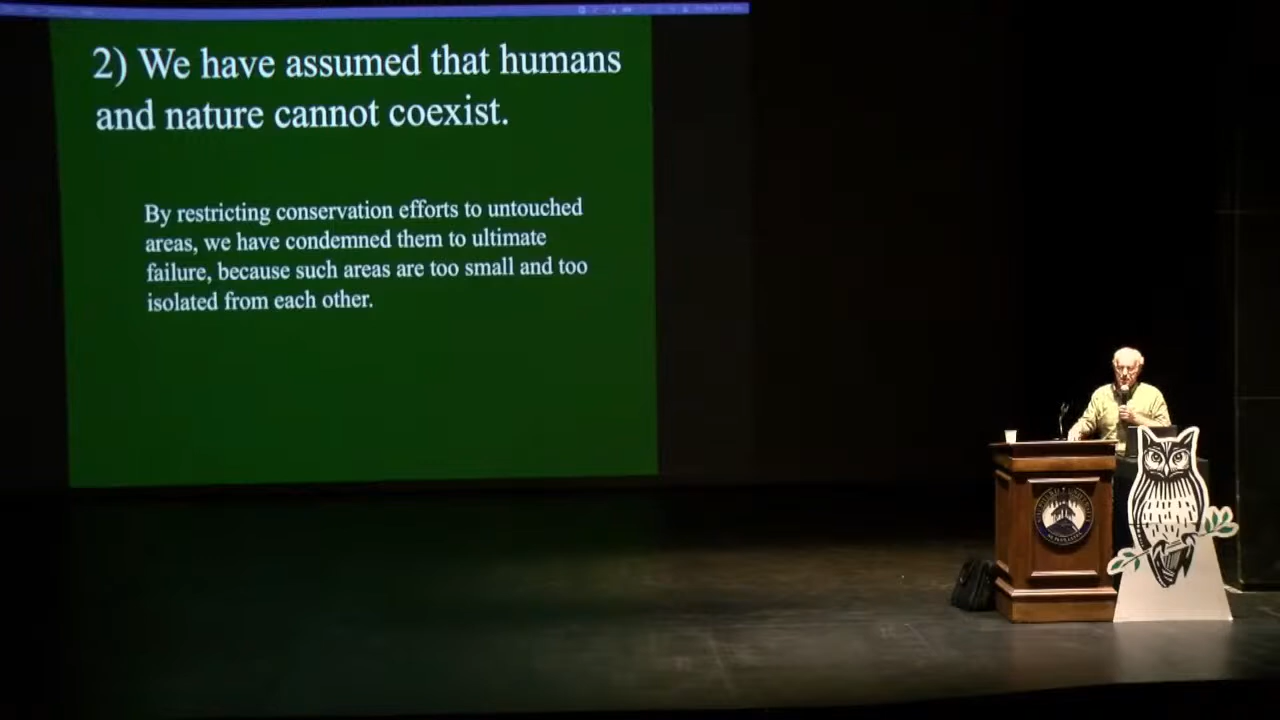 2) We have assumed that humans
and nature cannot coexist.
By restricting conservation efforts to untouched
areas, we have condemned them to ultimate
failure, because such areas are too small and too
isolated from each other.